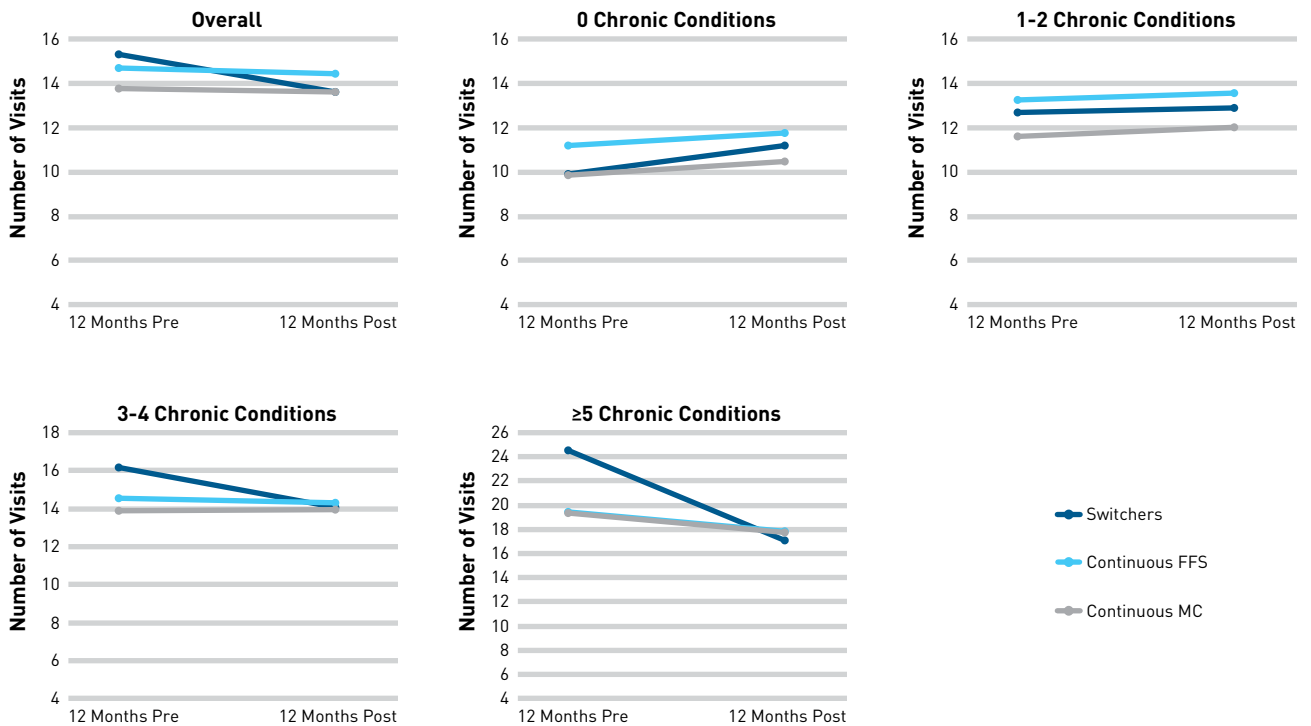 Overall
Number of Visits
16
14
12
10
8
6
4
12 Months Pre
12 Months Post
0 Chronic Conditions
Number of Visits
16
14
12
10
8
6
4
12 Months Pre
12 Months Post
1-2 Chronic Conditions
Number of Visits
16
14
12
10
8
6
4
12 Months Pre
12 Months Post
3-4 Chronic Conditions
Number of Visits
18
16
14
12
10
8
6
4
12 Months Pre
12 Months Post
≥5 Chronic Conditions
Number of Visits
26
24
22
20
18
16
14
12
10
8
6
4
12 Months Pre
12 Months Post
Switchers
Continuous FFS
Continuous MC